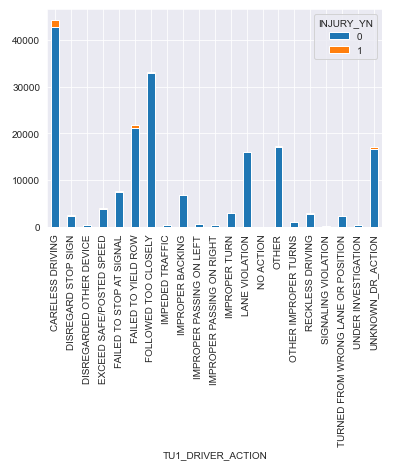 INJURY_YN
0
1
40000
30000
20000
10000
0
CARELESS DRIVING
DISREGARD STOP SIGN
DISREGARDED OTHER DEVICE
EXCEED SAFE/POSTED SPEED
FAILED TO STOP AT SIGNAL
FAILED TO YIELD ROW
FOLLOWED TOO CLOSELY
IMPEDED TRAFFIC
IMPROPER BACKING
IMPROPER PASSING ON LEFT
IMPROPER PASSING ON RIGHT
IMPROPER TURN
LANE VIOLATION
NO ACTION
OTHER
OTHER IMPROPER TURNS
RECKLESS DRIVING
SIGNALING VIOLATION
TURNED FROM WRONG LANE OR POSITION
UNDER INVESTIGATION
UNKNOWN_DR_ACTION
TU1_DRIVER_ACTION